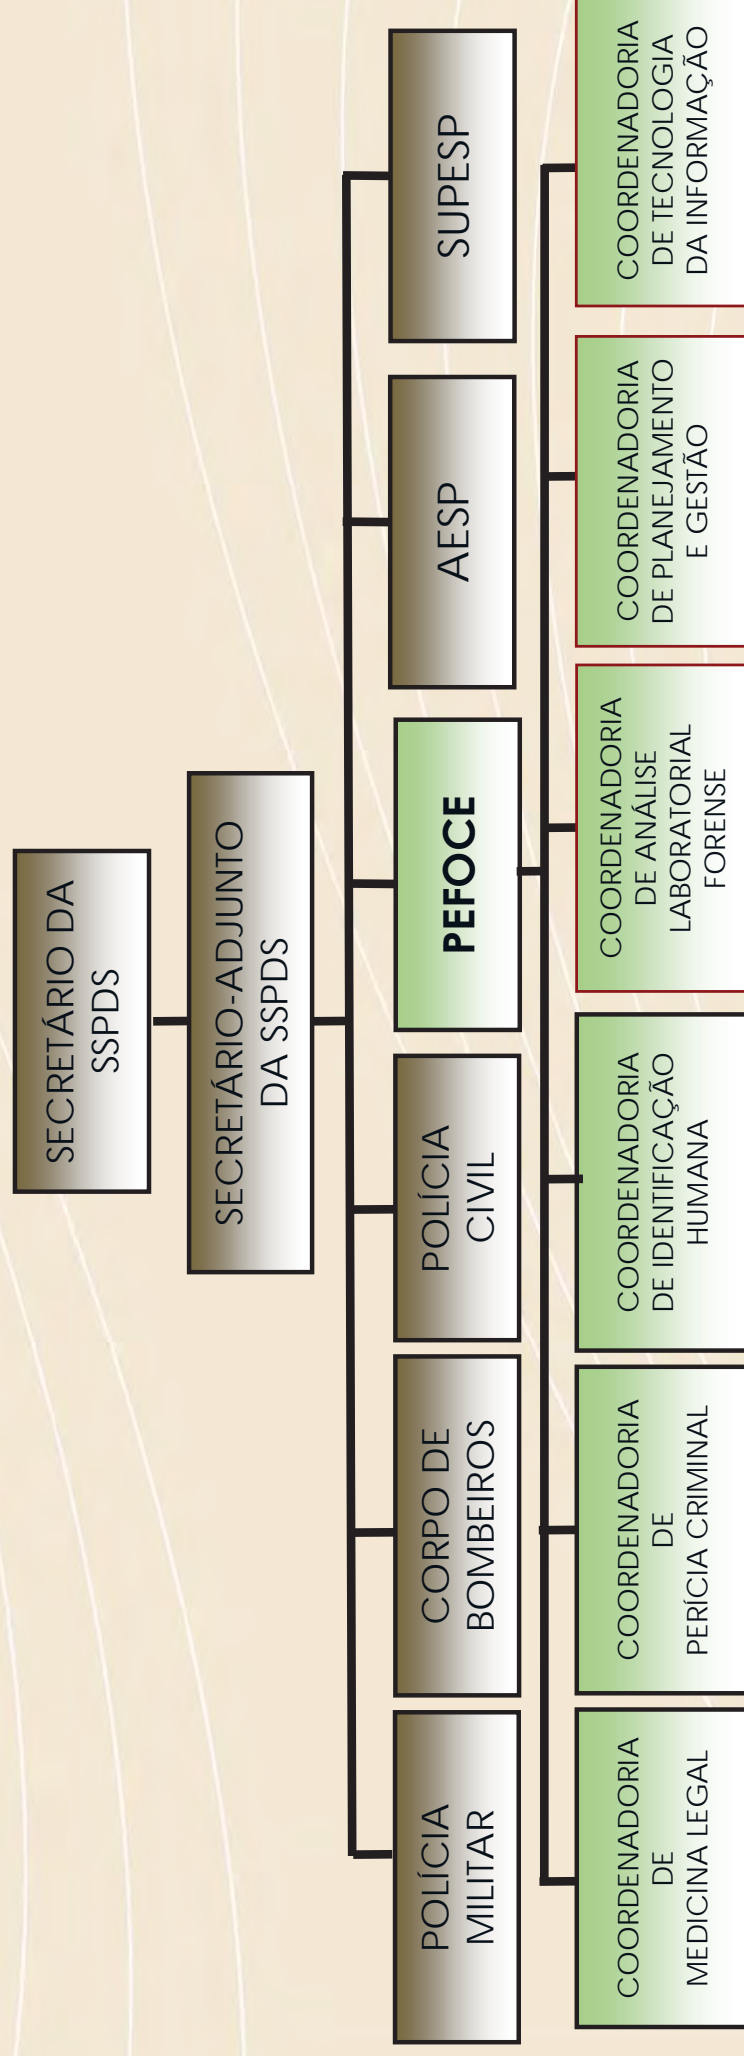 SECRETÁRIO DA
SSPDS
SECRETÁRIO-ADJUNTO
DA SSPDS
POLÍCIA
MILITAR
CORPO DE
BOMBEIROS
POLÍCIA
CIVIL
PEFOCE
AESP
SUPESP
COORDENADORIA
DE
MEDICINA LEGAL
COORDENADORIA
DE
PERÍCIA CRIMINAL
COORDENADORIA
DE IDENTIFICAÇÃO
HUMANA
COORDENADORIA
DE ANÁLISE
LABORATORIAL
FORENSE
COORDENADORIA
DE PLANEJAMENTO
E GESTÃO
COORDENADORIA
DE TECNOLOGIA
DA INFORMAÇÃO